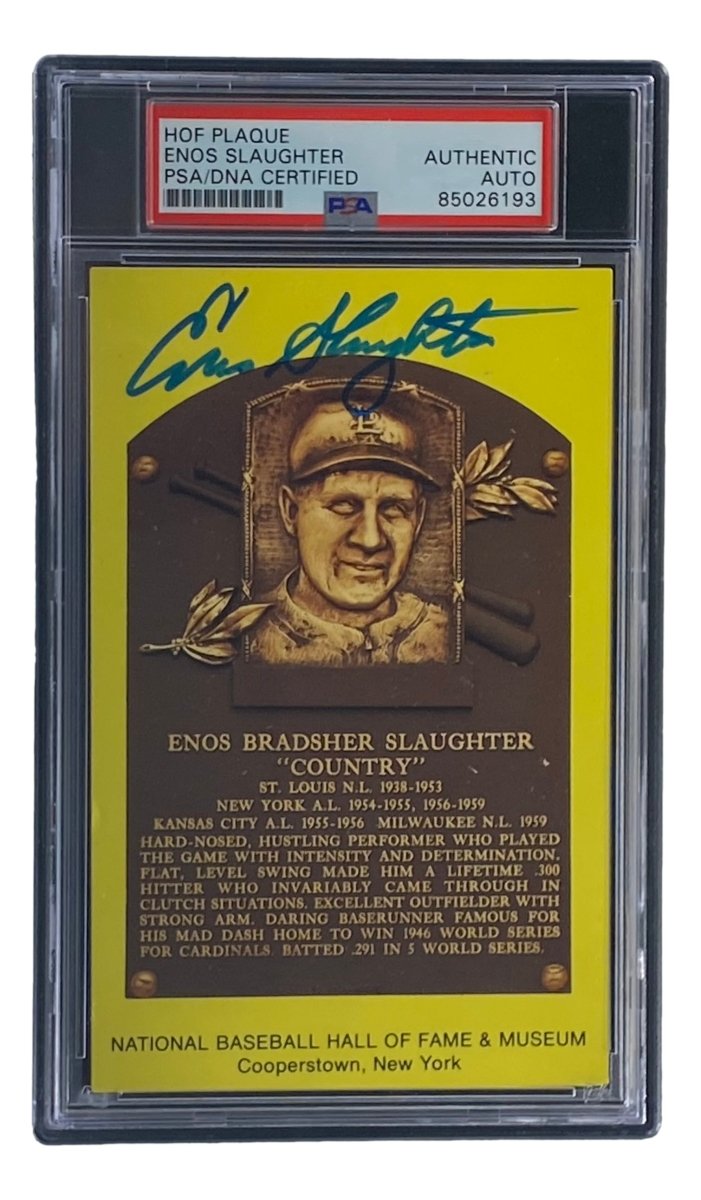 HOF PLAQUE
ENOS SLAUGHTER
PSA/DNA CERTIFIED
AUTHENTIC
AUTO
85026193
PSA
Enos Slaughter
STL
ENOS BRADSHER SLAUGHTER
“COUNTRY”
ST. LOUIS N.L. 1938-1953
NEW YORK A.L. 1954-1955, 1956-1959
KANSAS CITY A.L. 1955-1956 MILWAUKEE N.L. 1959
HARD-NOSED, HUSTLING PERFORMER WHO PLAYED
THE GAME WITH INTENSITY AND DETERMINATION.
FLAT, LEVEL SWING MADE HIM A LIFETIME .300
HITTER WHO INVARIABLY CAME THROUGH IN
CLUTCH SITUATIONS. EXCELLENT OUTFIELDER WITH
STRONG ARM. DARING BASERUNNER FAMOUS FOR
HIS MAD DASH HOME TO WIN 1946 WORLD SERIES
FOR CARDINALS. BATTED .291 IN 5 WORLD SERIES.
NATIONAL BASEBALL HALL OF FAME & MUSEUM
Cooperstown, New York